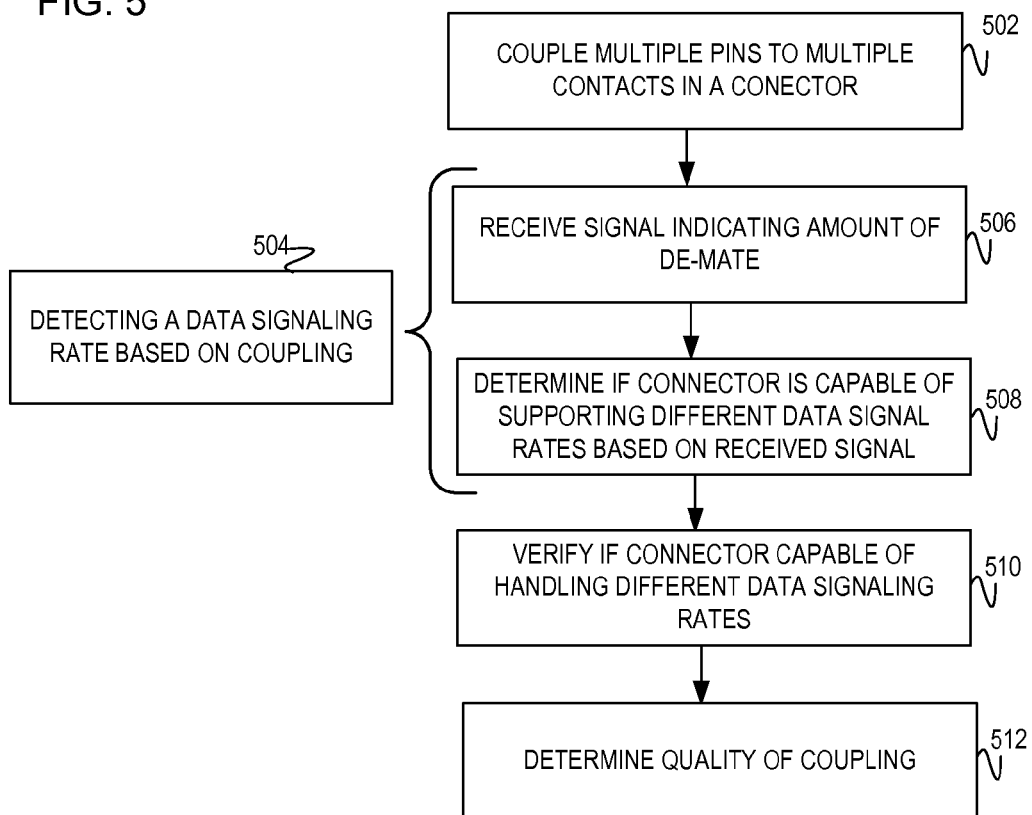 FIG. 5
502
COUPLE MULTIPLE PINS TO MULTIPLE
CONTACTS IN A CONECTOR
504
DETECTING A DATA SIGNALING
RATE BASED ON COUPLING
506
RECEIVE SIGNAL INDICATING AMOUNT OF
DE-MATE
508
DETERMINE IF CONNECTOR IS CAPABLE OF
SUPPORTING DIFFERENT DATA SIGNAL
RATES BASED ON RECEIVED SIGNAL
510
VERIFY IF CONNECTOR CAPABLE OF
HANDLING DIFFERENT DATA SIGNALING
RATES
512
DETERMINE QUALITY OF COUPLING